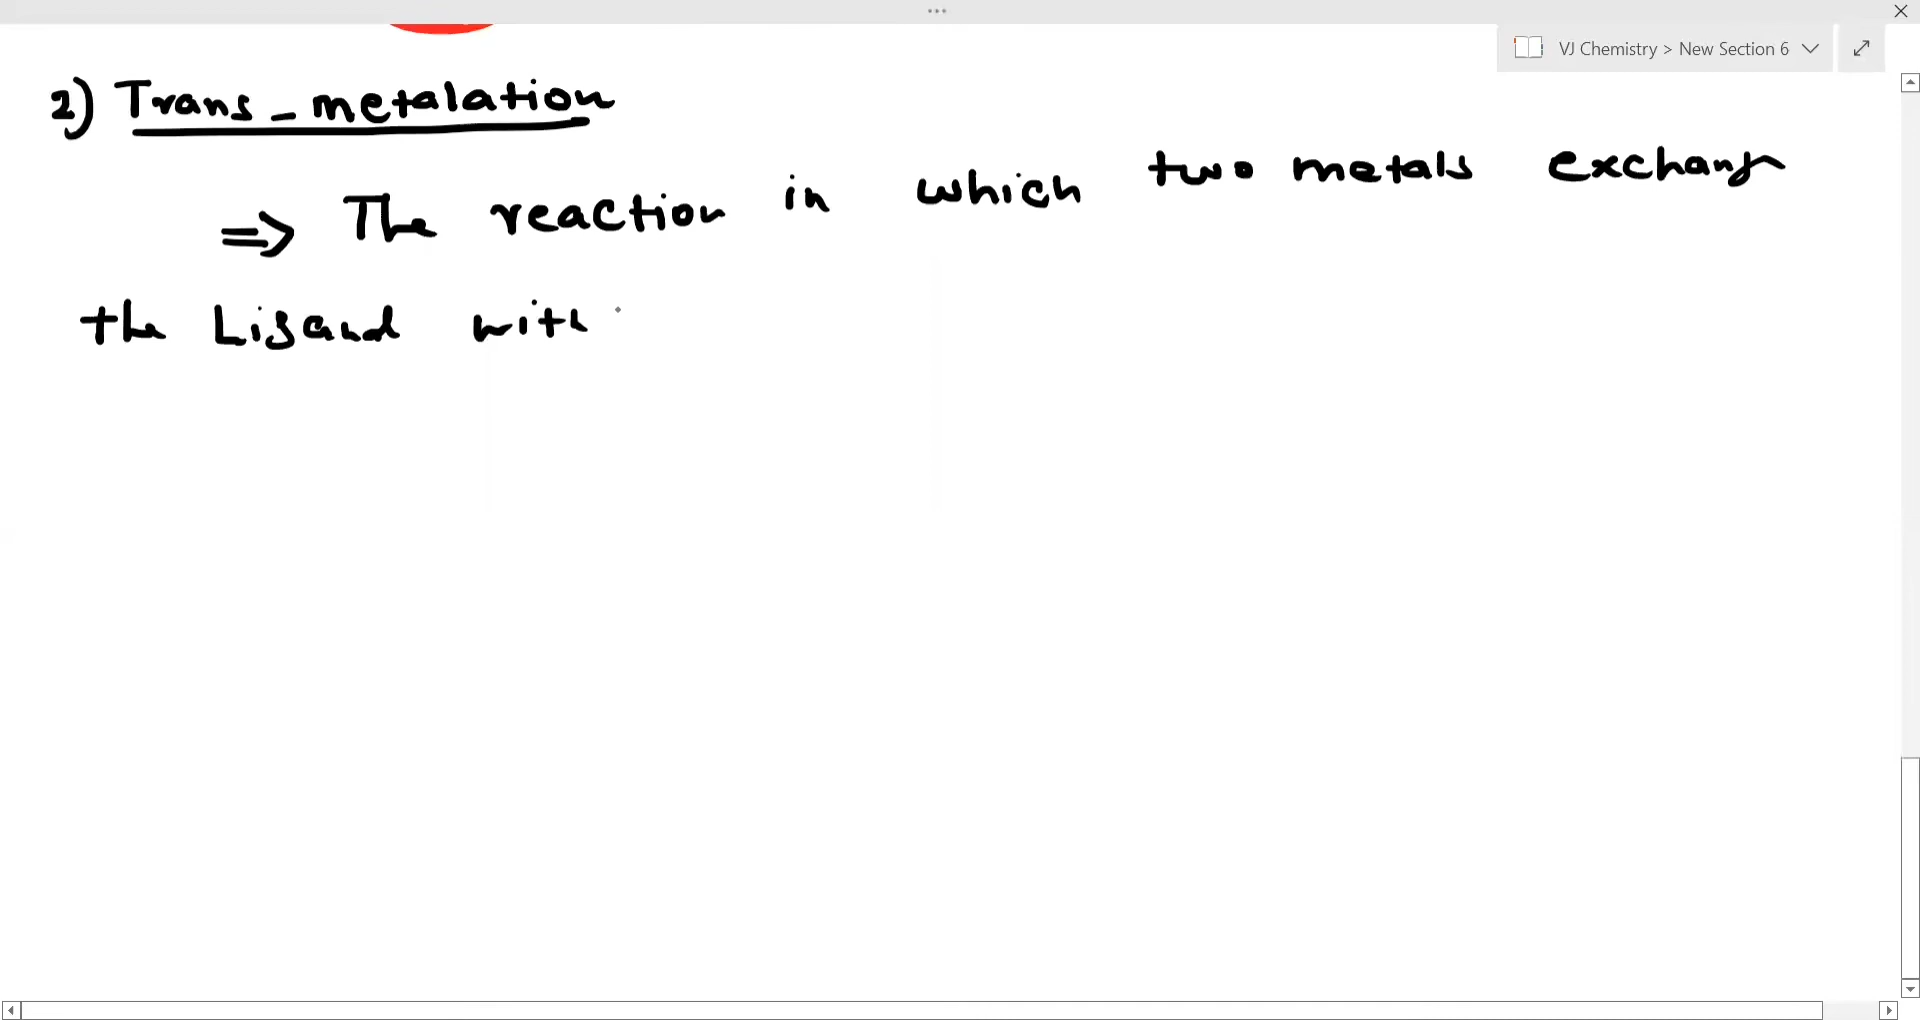 VJ Chemistry > New Section 6
2) Trans-metalation
⇒ The reaction in which two metals exchange
the Ligand with